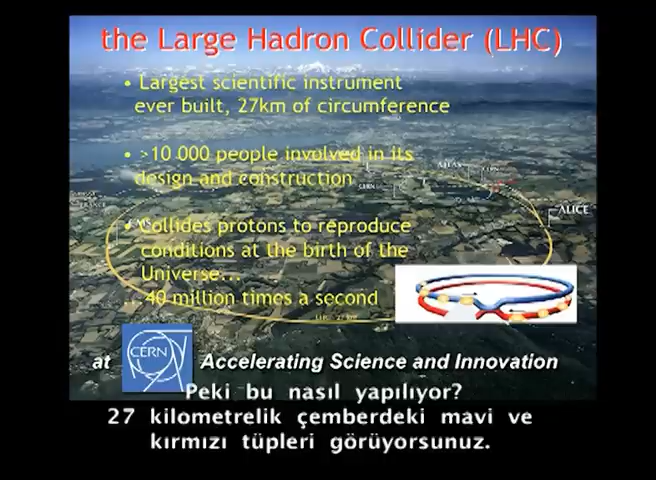 the Large Hadron Collider (LHC)
• Largest scientific instrument
ever built, 27km of circumference
• >10 000 people involved in its
design and construction
ATLAS
CERN
ALICE
• Collides protons to reproduce
conditions at the birth of the
Universe...
...40 million times a second
at
CERN
Accelerating Science and Innovation
Peki bu nasıl yapılıyor?
27 kilometrelik çemberdeki mavi ve
kırmızı tüpleri görüyorsunuz.